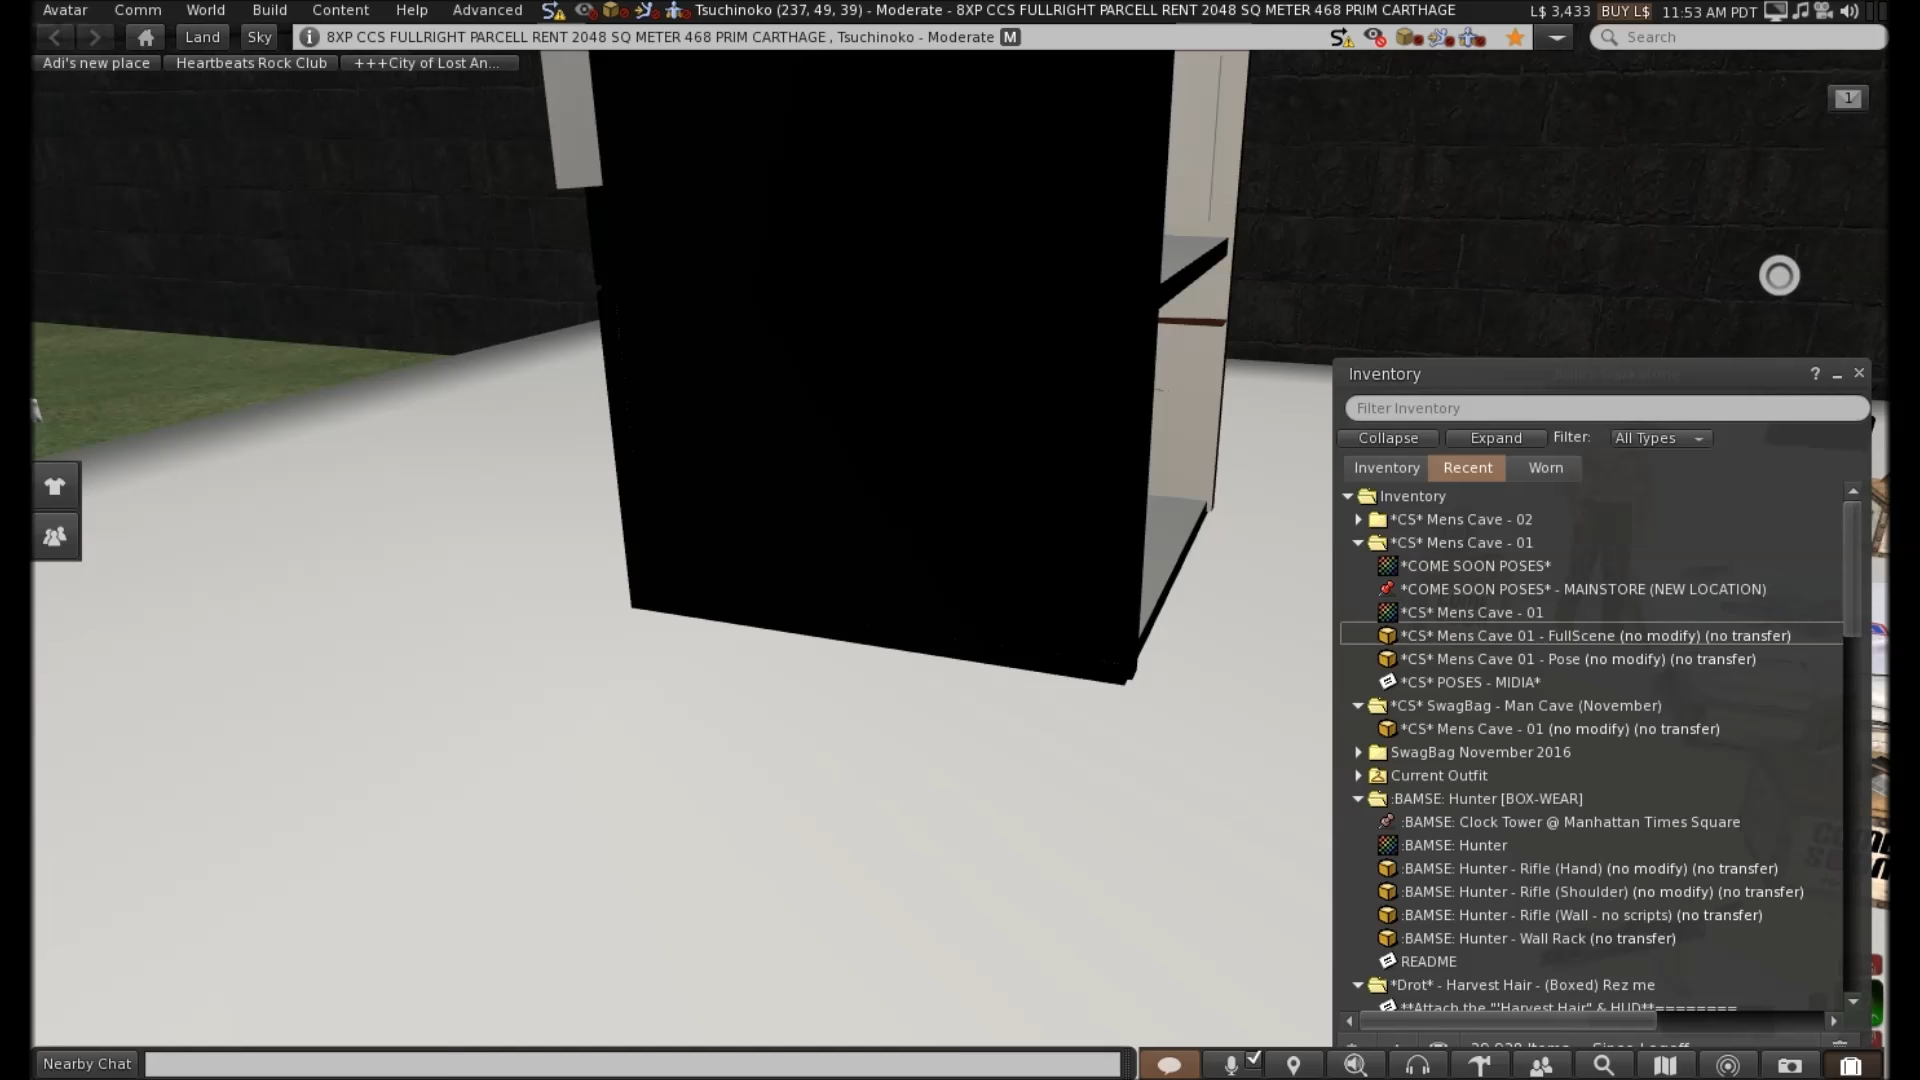 Avatar Comm World Build Content Help Advanced Tsuchinoko (237, 49, 39) - Moderate - 8XP CCS FULLRIGHT PARCELL RENT 2048 SQ METER 468 PRIM CARTHAGE L$ 3,433 BUY L$ 11:53 AM PDT
Land Sky 8XP CCS FULLRIGHT PARCELL RENT 2048 SQ METER 468 PRIM CARTHAGE , Tsuchinoko - Moderate M Search
Adi's new place Heartbeats Rock Club +++City of Lost An...
1
Inventory ?
Filter Inventory
Collapse Expand Filter: All Types
Inventory Recent Worn
Inventory
*CS* Mens Cave - 02
*CS* Mens Cave - 01
*COME SOON POSES*
*COME SOON POSES* - MAINSTORE (NEW LOCATION)
*CS* Mens Cave - 01
*CS* Mens Cave 01 - FullScene (no modify) (no transfer)
*CS* Mens Cave 01 - Pose (no modify) (no transfer)
*CS* POSES - MIDIA*
*CS* SwagBag - Man Cave (November)
*CS* Mens Cave - 01 (no modify) (no transfer)
SwagBag November 2016
Current Outfit
:BAMSE: Hunter [BOX-WEAR]
:BAMSE: Clock Tower @ Manhattan Times Square
:BAMSE: Hunter
:BAMSE: Hunter - Rifle (Hand) (no modify) (no transfer)
:BAMSE: Hunter - Rifle (Shoulder) (no modify) (no transfer)
:BAMSE: Hunter - Rifle (Wall - no scripts) (no transfer)
:BAMSE: Hunter - Wall Rack (no transfer)
README
*Drot* - Harvest Hair - (Boxed) Rez me
**Attach the "'Harvest Hair" & HUD**========
Nearby Chat